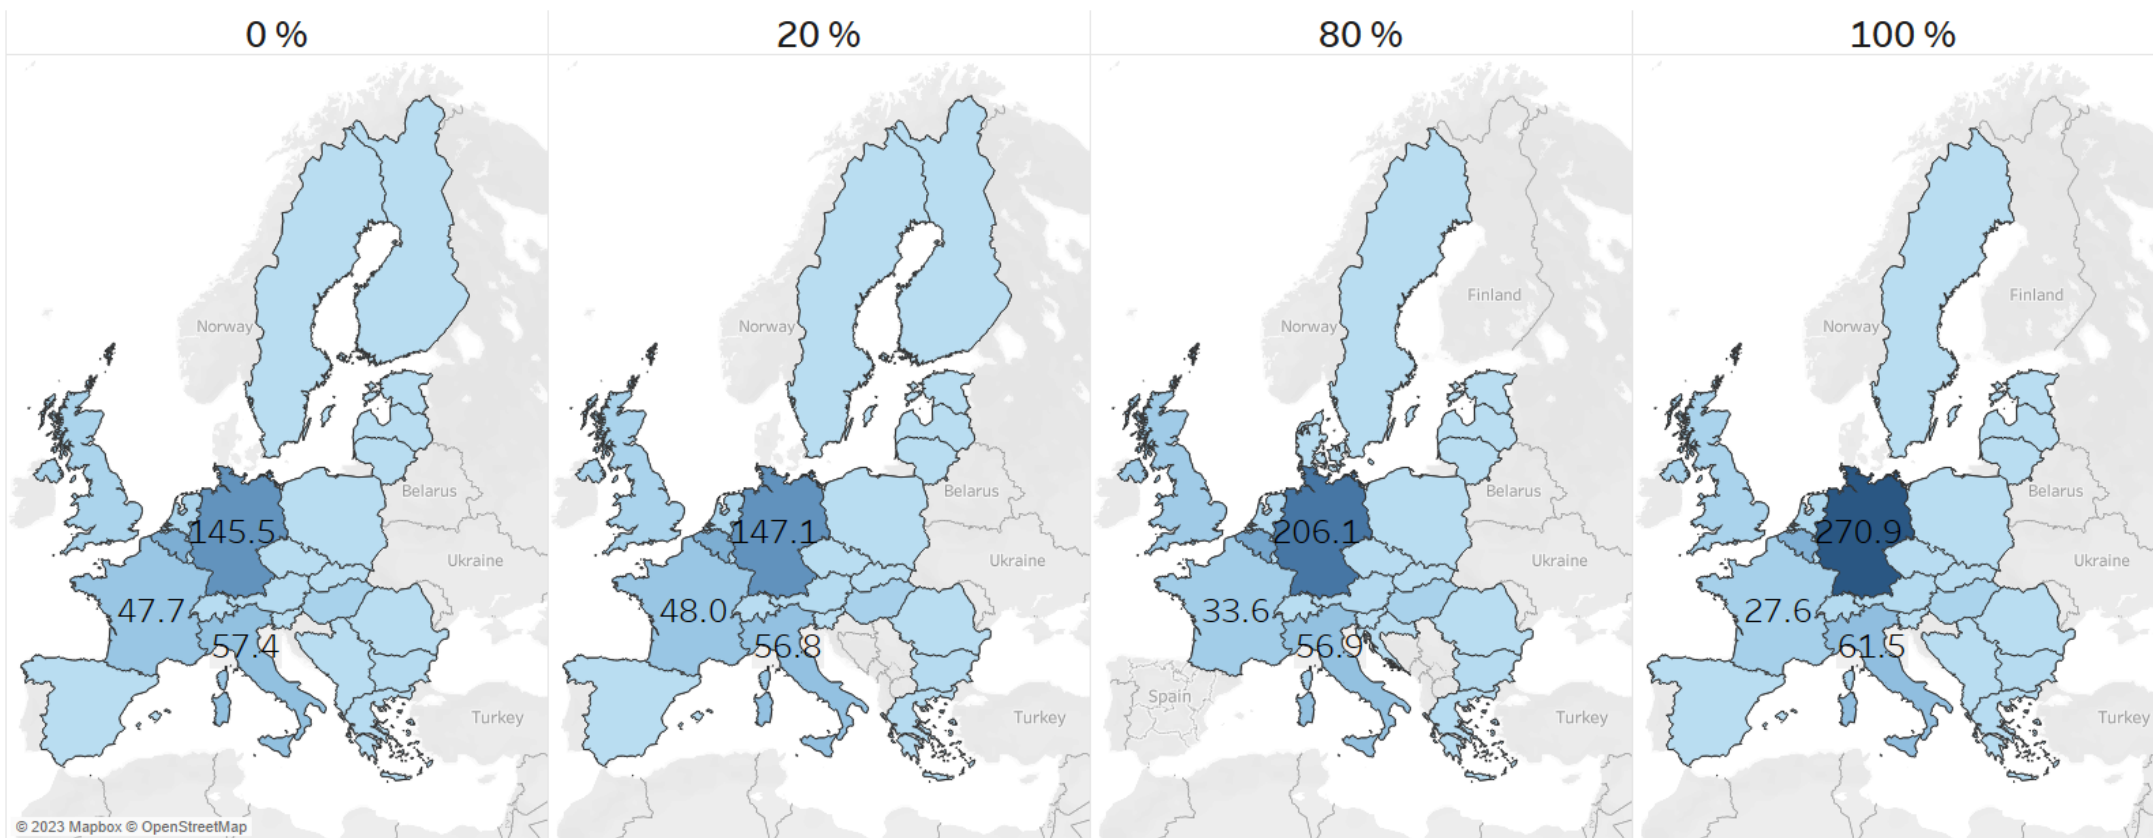 0 %
20 %
80 %
100 %
Norway
Belarus
145.5
Ukraine
47.7
57.4
Turkey
© 2023 Mapbox © OpenStreetMap
Norway
Belarus
147.1
Ukraine
48.0
56.8
Turkey
Finland
Norway
Belarus
206.1
Ukraine
33.6
56.9
Spain
Turkey
Finland
Norway
Belarus
270.9
Ukraine
27.6
61.5
Turkey